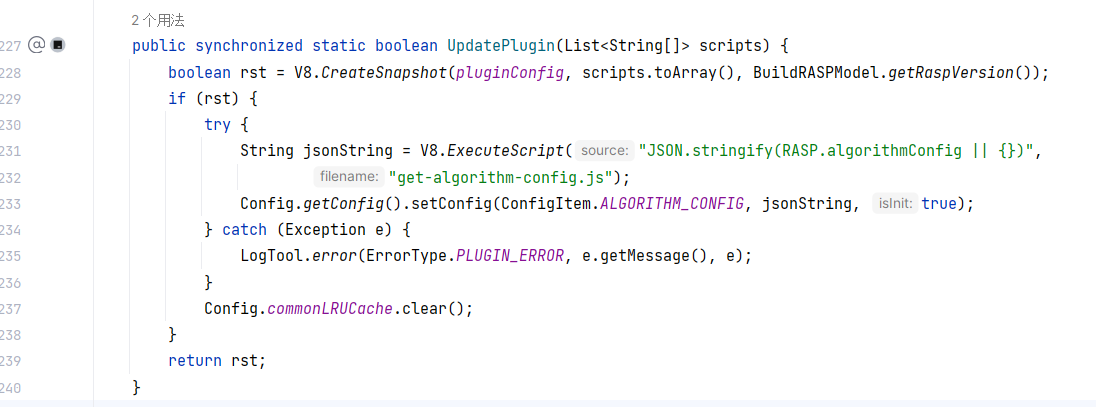 2 个用法
227 @ public synchronized static boolean UpdatePlugin(List<String[]> scripts) {
228 boolean rst = V8.CreateSnapshot(pluginConfig, scripts.toArray(), BuildRASPModel.getRaspVersion());
229 if (rst) {
230 try {
231 String jsonString = V8.ExecuteScript( source: "JSON.stringify(RASP.algorithmConfig || {})",
232 filename: "get-algorithm-config.js");
233 Config.getConfig().setConfig(ConfigItem.ALGORITHM_CONFIG, jsonString, isInit: true);
234 } catch (Exception e) {
235 LogTool.error(ErrorType.PLUGIN_ERROR, e.getMessage(), e);
236 }
237 Config.commonLRUCache.clear();
238 }
239 return rst;
240 }